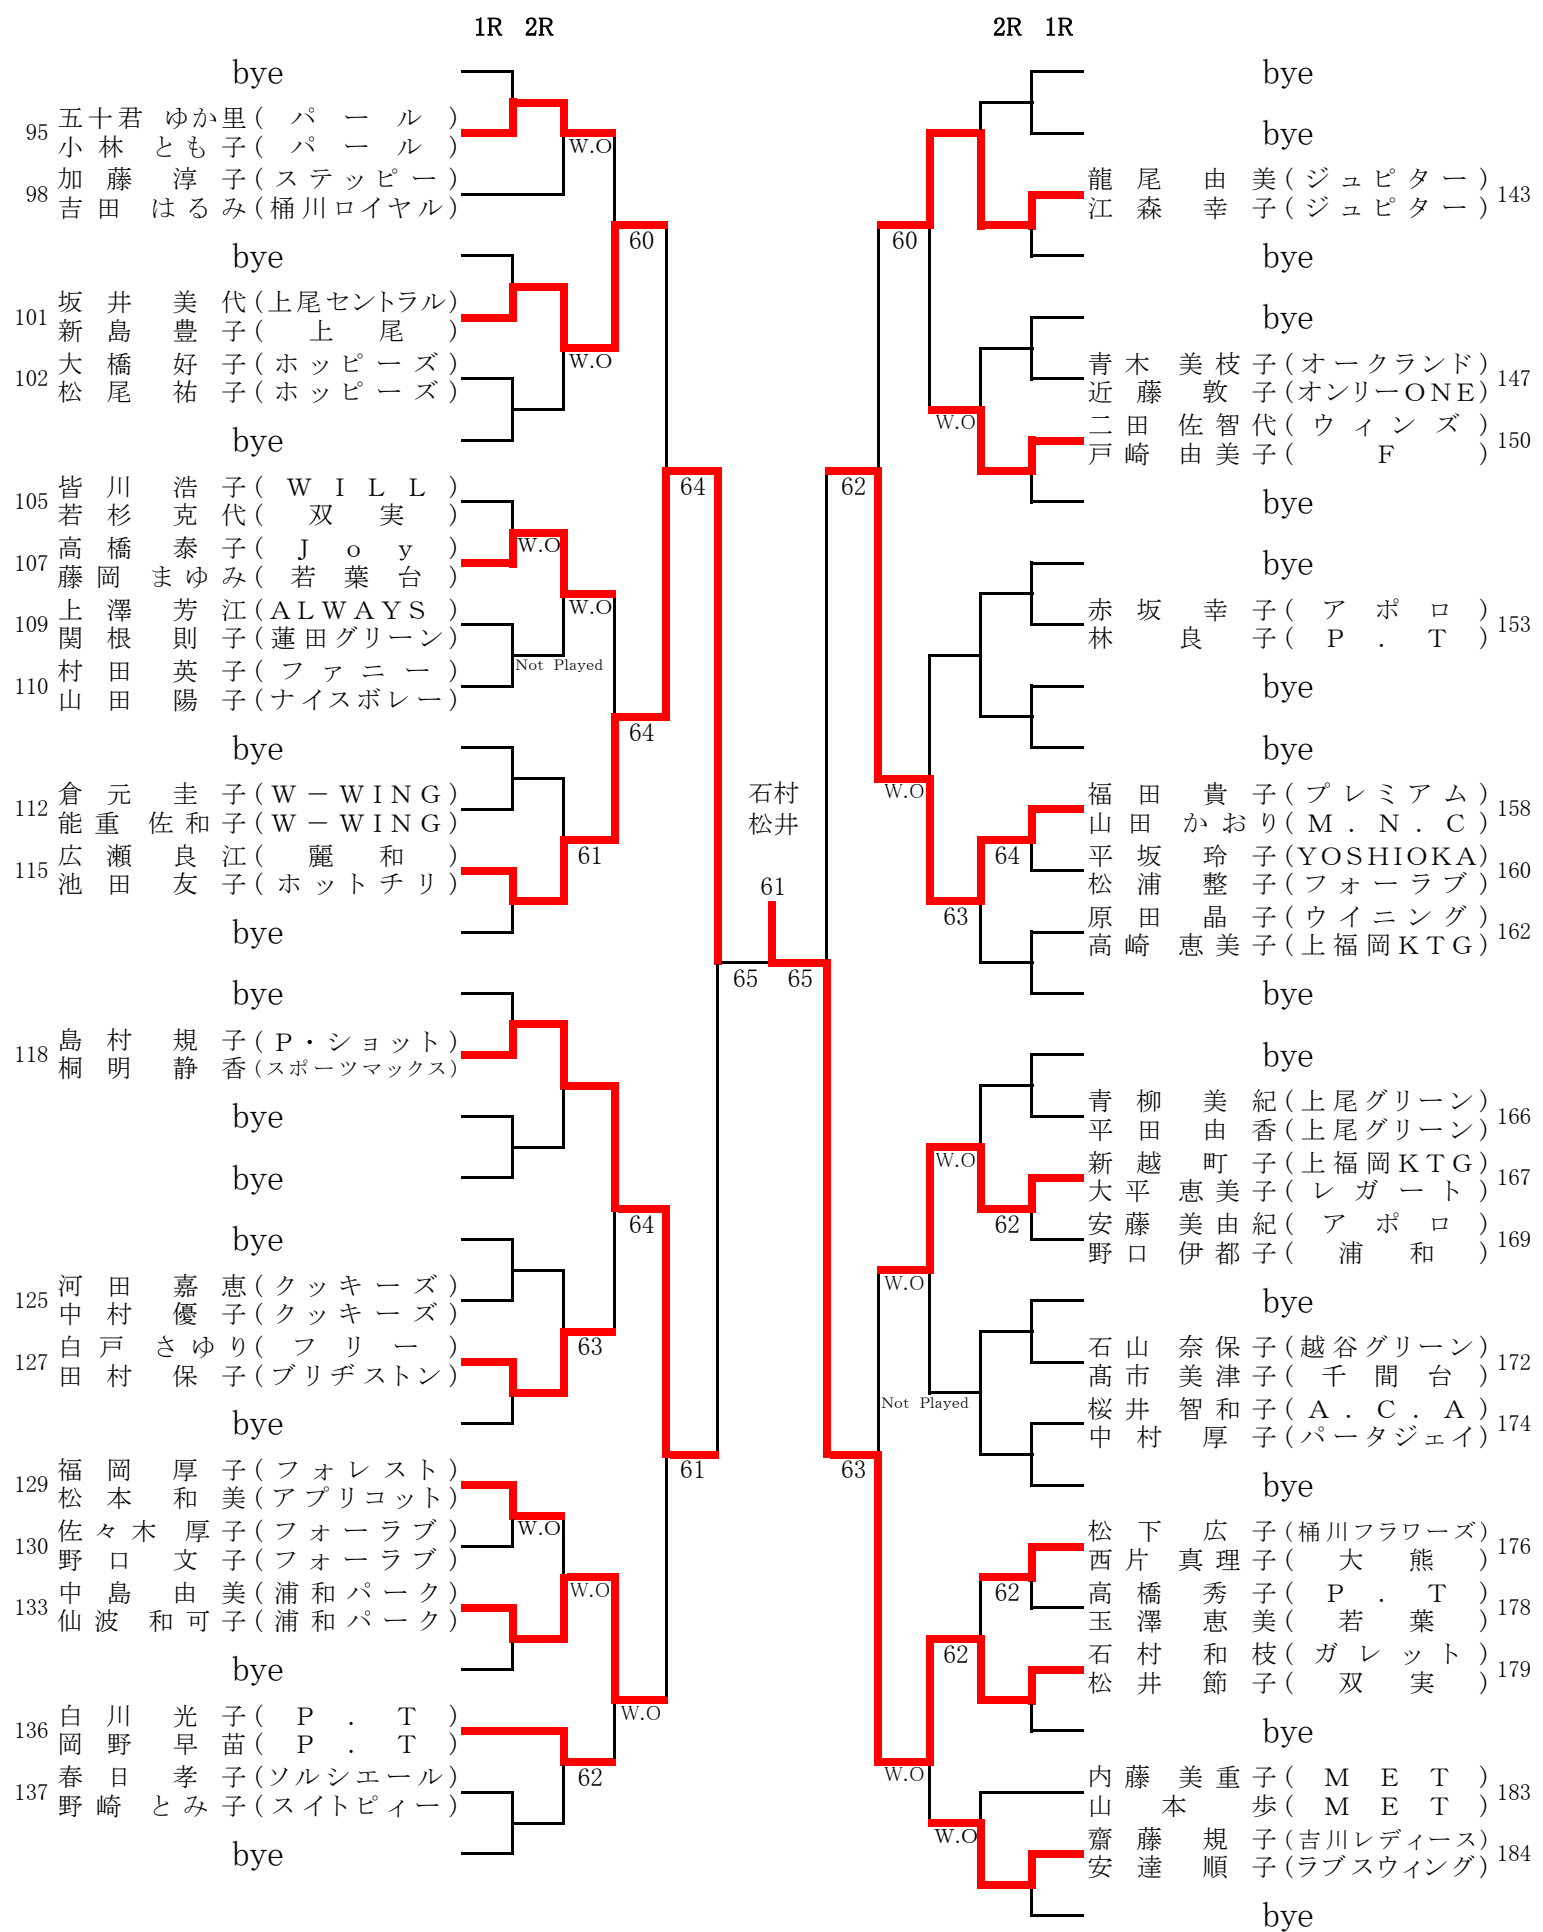 1R 2R
bye
95 五十君 ゆか里(パール)
小林 とも子(パール)
W.O
98 加藤 淳子(ステッピー)
吉田 はるみ(桶川ロイヤル)
60
bye
101 坂井 美代(上尾セントラル)
新島 豊子(上尾)
W.O
102 大橋 好子(ホッピーズ)
松尾 祐子(ホッピーズ)
bye
64
105 皆川 浩子(WILL)
若杉 克代(双実)
W.O
107 高橋 泰子(Joy)
藤岡 まゆみ(若葉台)
W.O
109 上澤 芳江(ALWAYS)
関根 則子(蓮田グリーン)
Not Played
110 村田 英子(ファニー)
山田 陽子(ナイスボレー)
64
bye
112 倉元 圭子(W-WING)
能重 佐和子(W-WING)
61
115 広瀬 良江(麗和)
池田 友子(ホットチリ)
bye
石村
松井
61
65 65
bye
118 島村 規子(P・ショット)
桐明 静香(スポーツマックス)
bye
bye
64
bye
125 河田 嘉恵(クッキーズ)
中村 優子(クッキーズ)
63
127 白戸 さゆり(フリー)
田村 保子(ブリヂストン)
bye
61
129 福岡 厚子(フォレスト)
松本 和美(アプリコット)
W.O
130 佐々木 厚子(フォーラブ)
野口 文子(フォーラブ)
W.O
133 中島 由美(浦和パーク)
仙波 和可子(浦和パーク)
bye
W.O
136 白川 光子(P.T)
岡野 早苗(P.T)
62
137 春日 孝子(ソルシエール)
野崎 とみ子(スイトピィー)
bye
2R 1R
bye
bye
龍尾 由美(ジュピター) 143
江森 幸子(ジュピター)
60
bye
bye
青木 美枝子(オークランド) 147
近藤 敦子(オンリーONE)
W.O
二田 佐智代(ウィンズ) 150
戸崎 由美子(F)
bye
62
bye
赤坂 幸子(アポロ) 153
林 良子(P.T)
bye
bye
W.O
福田 貴子(プレミアム) 158
山田 かおり(M.N.C)
64
平坂 玲子(YOSHIOKA) 160
松浦 整子(フォーラブ)
63
原田 晶子(ウイニング) 162
高崎 恵美子(上福岡KTG)
bye
bye
青柳 美紀(上尾グリーン) 166
平田 由香(上尾グリーン)
W.O
新越 町子(上福岡KTG) 167
大平 恵美子(レガート)
62
安藤 美由紀(アポロ) 169
野口 伊都子(浦和)
W.O
bye
石山 奈保子(越谷グリーン) 172
髙市 美津子(千間台)
Not Played
桜井 智和子(A.C.A) 174
中村 厚子(パータジェイ)
63
bye
松下 広子(桶川フラワーズ) 176
西片 真理子(大熊)
62
高橋 秀子(P.T) 178
玉澤 恵美(若葉)
62
石村 和枝(ガレット) 179
松井 節子(双実)
bye
W.O
内藤 美重子(MET) 183
山本 歩(MET)
W.O
齋藤 規子(吉川レディース) 184
安達 順子(ラブスウィング)
bye